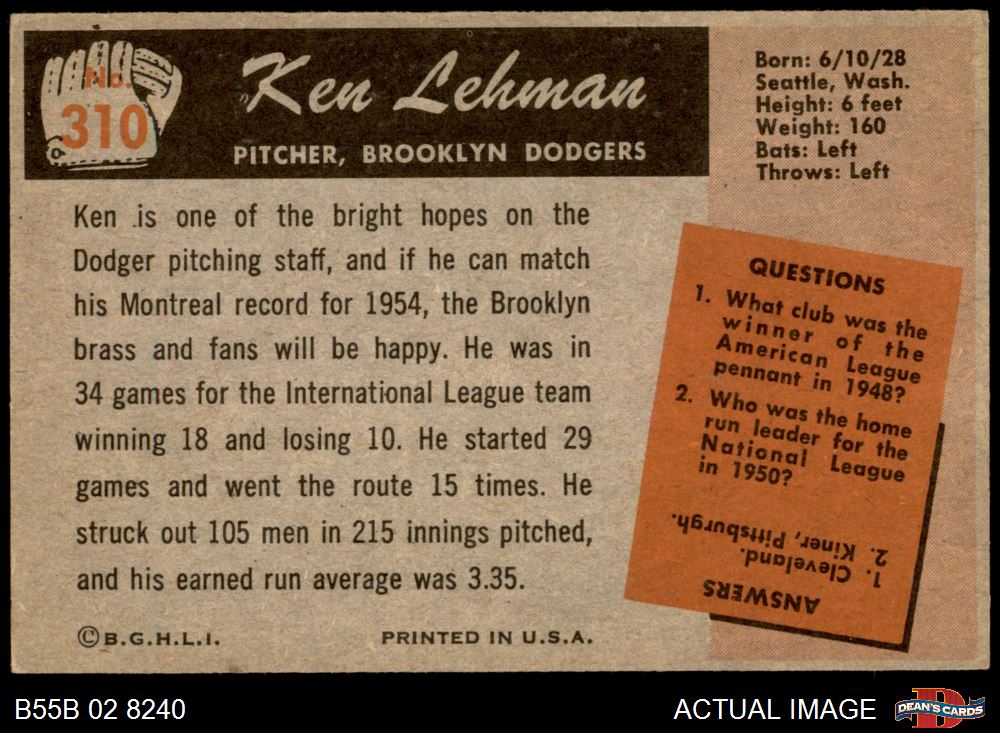 No.
310
Ken Lehman
PITCHER, BROOKLYN DODGERS
Born: 6/10/28
Seattle, Wash.
Height: 6 feet
Weight: 160
Bats: Left
Throws: Left
Ken is one of the bright hopes on the
Dodger pitching staff, and if he can match
his Montreal record for 1954, the Brooklyn
brass and fans will be happy. He was in
34 games for the International League team
winning 18 and losing 10. He started 29
games and went the route 15 times. He
struck out 105 men in 215 innings pitched,
and his earned run average was 3.35.
© B.G.H.L.I.
PRINTED IN U.S.A.
QUESTIONS
1. What club was the
winner of the
American League
pennant in 1948?
2. Who was the home
run leader for the
National League
in 1950?
ANSWERS
1. Cleveland.
2. Kiner, Pittsburgh.
B55B 02 8240
ACTUAL IMAGE
D
DEAN'S CARDS